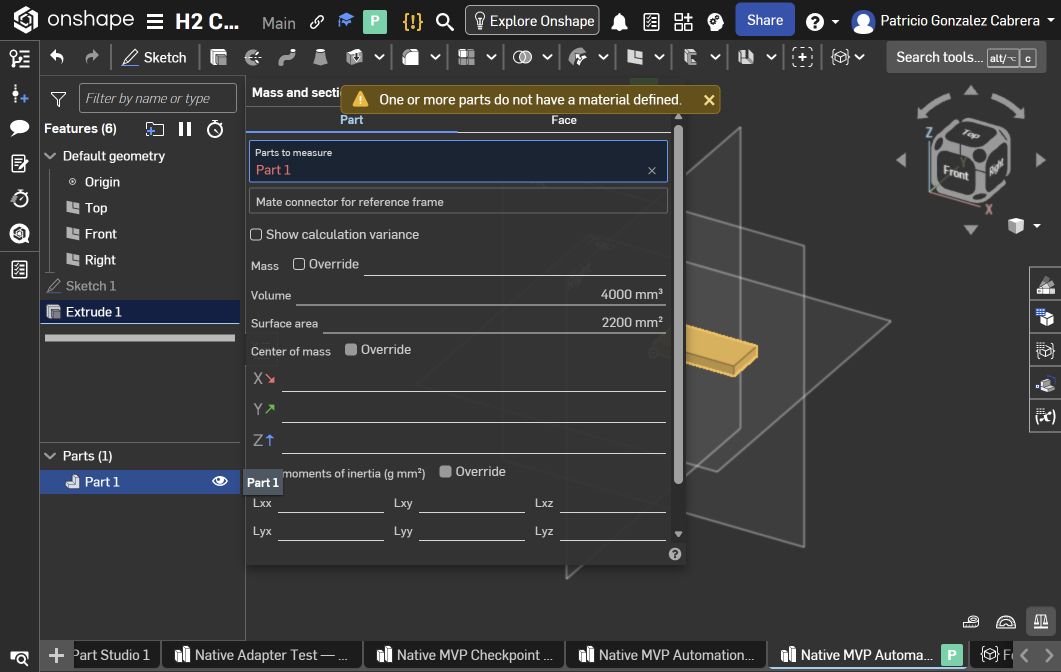 onshape H2 C... Main P {!} Explore Onshape Share ? Patricio Gonzalez Cabrera
Sketch Search tools... alt/⌥ c
One or more parts do not have a material defined.
Filter by name or type
Features (6)
Default geometry
Origin
Top
Front
Right
Sketch 1
Extrude 1
Parts (1)
Part 1
Part 1
Mass and secti
Part Face
Parts to measure
Part 1
Mate connector for reference frame
Show calculation variance
Mass Override
Volume 4000 mm³
Surface area 2200 mm²
Center of mass Override
X
Y
Z
moments of inertia (g mm²) Override
Lxx Lxy Lxz
Lyx Lyy Lyz
?
Z
Top
Y
Front Right
X
(x)
Part Studio 1 Native Adapter Test — ... Native MVP Checkpoint ... Native MVP Automation... Native MVP Automa... P